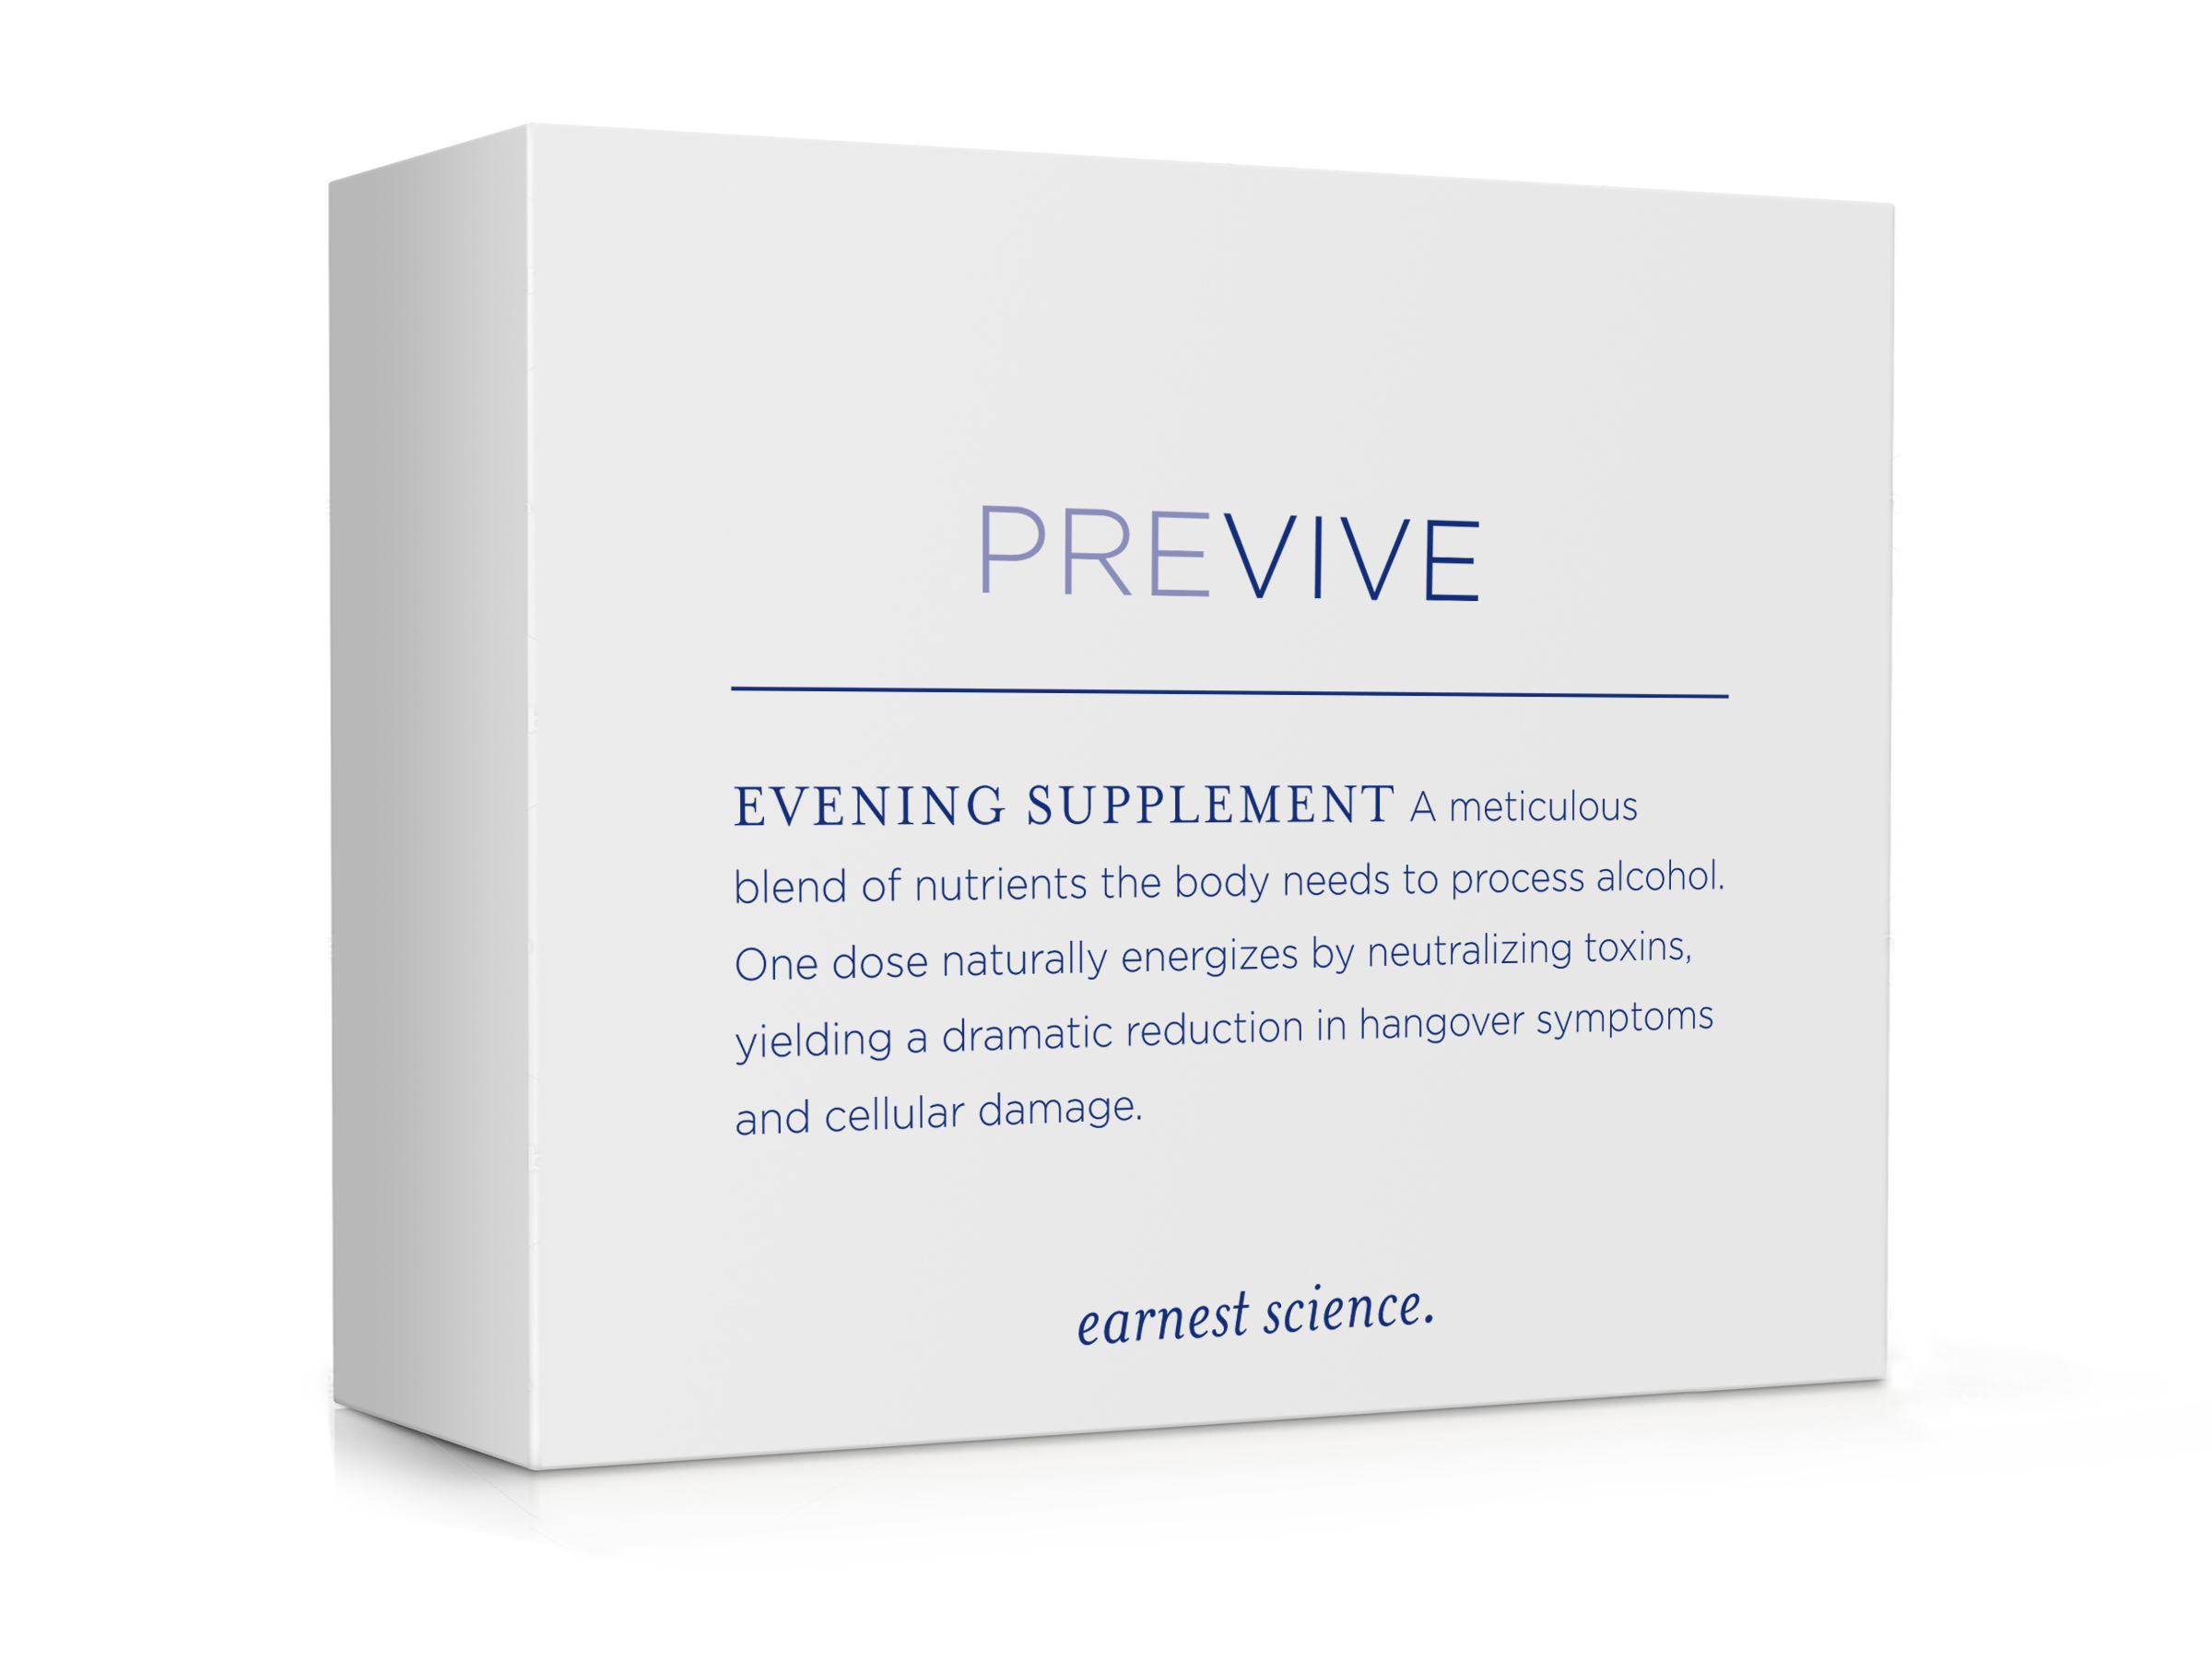 PREVIVE
EVENING SUPPLEMENT A meticulous
blend of nutrients the body needs to process alcohol.
One dose naturally energizes by neutralizing toxins,
yielding a dramatic reduction in hangover symptoms
and cellular damage.
earnest science.